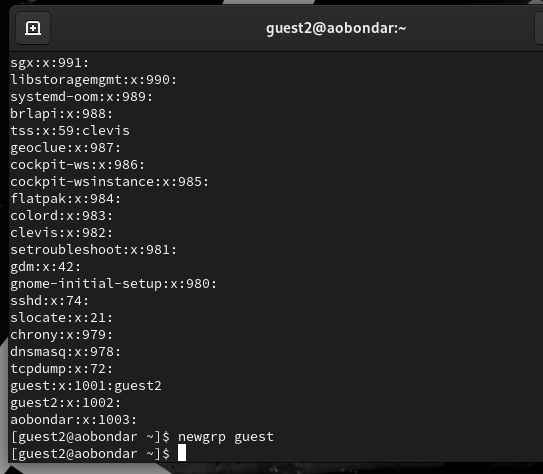 guest2@aobondar:~
sgx:x:991:
libstoragemgmt:x:990:
systemd-oom:x:989:
brlapi:x:988:
tss:x:59:clevis
geoclue:x:987:
cockpit-ws:x:986:
cockpit-wsinstance:x:985:
flatpak:x:984:
colord:x:983:
clevis:x:982:
setroubleshoot:x:981:
gdm:x:42:
gnome-initial-setup:x:980:
sshd:x:74:
slocate:x:21:
chrony:x:979:
dnsmasq:x:978:
tcpdump:x:72:
guest:x:1001:guest2
guest2:x:1002:
aobondar:x:1003:
[guest2@aobondar ~]$ newgrp guest
[guest2@aobondar ~]$